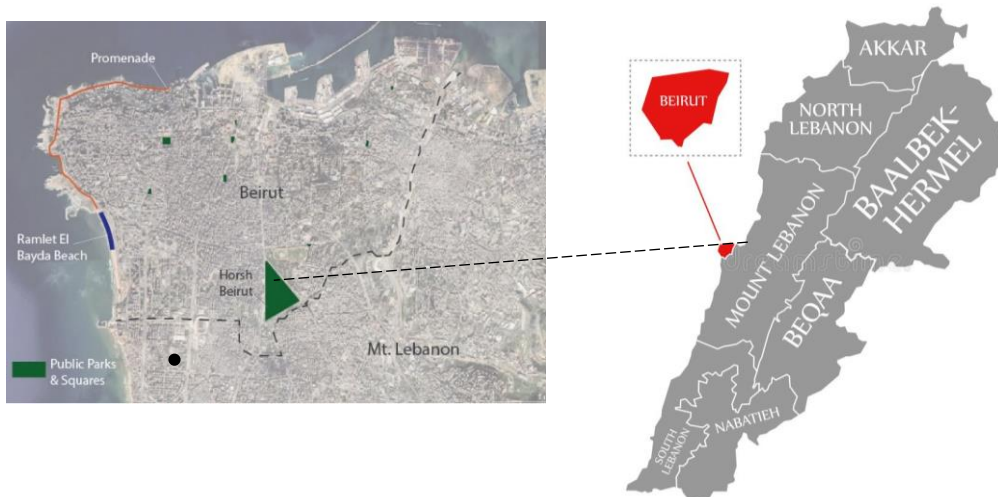 Promenade
Beirut
Ramlet El
Bayda Beach
Horsh
Beirut
Mt. Lebanon
Public Parks
& Squares
BEIRUT
AKKAR
NORTH
LEBANON
BAALBEK-
HERMEL
MOUNT LEBANON
BEQAA
NABATIEH
SOUTH
LEBANON